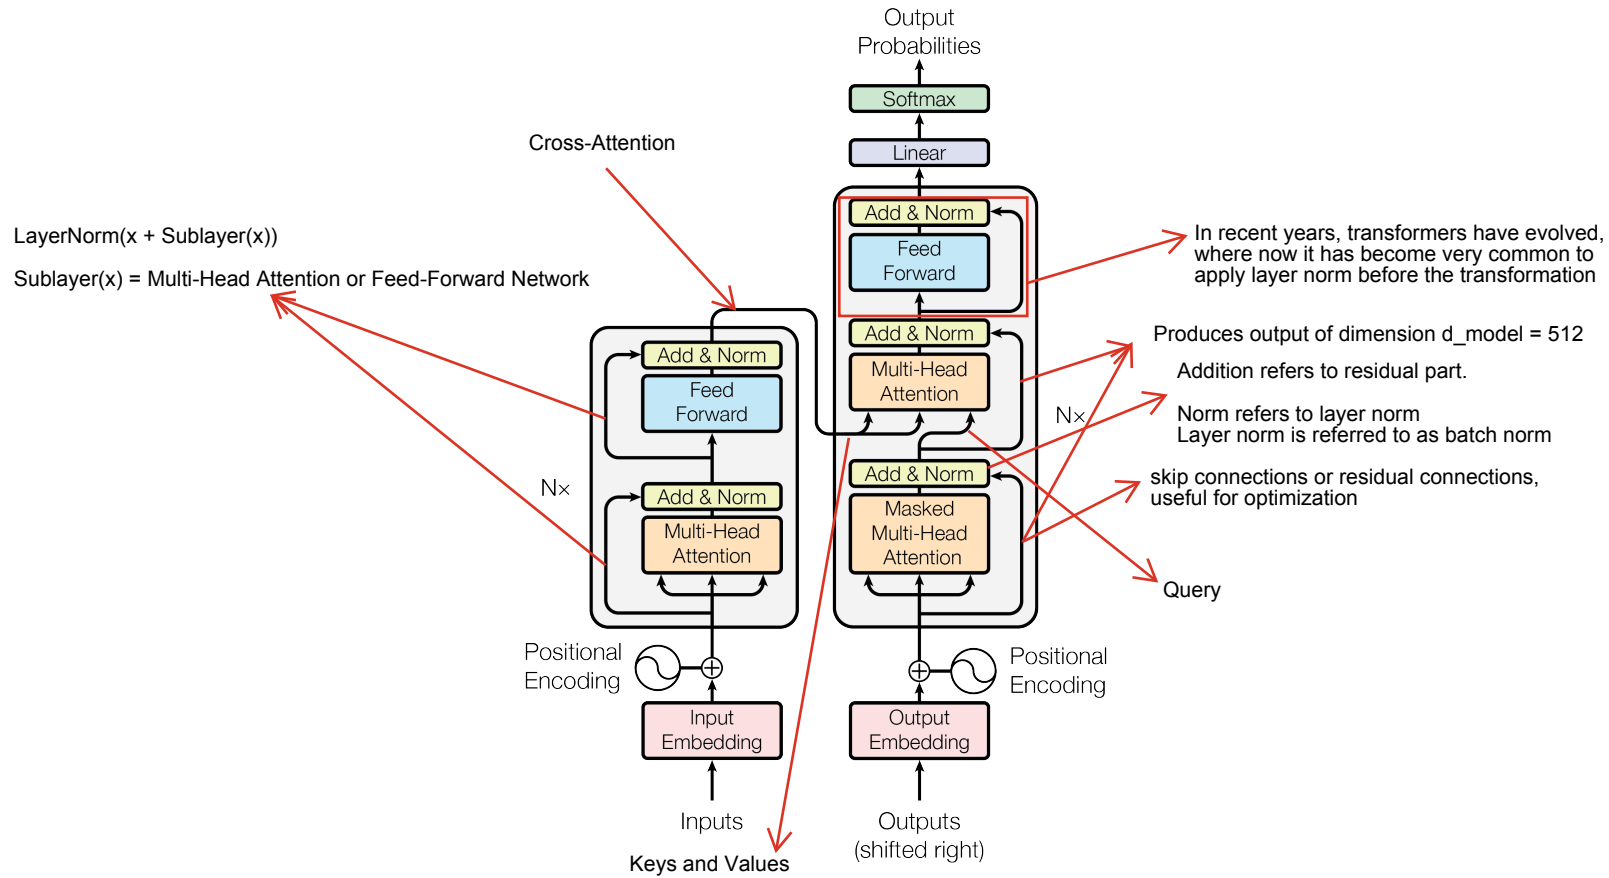 Output
Probabilities
Softmax
Linear
Cross-Attention
Add & Norm
Feed
Forward
LayerNorm(x + Sublayer(x))
Sublayer(x) = Multi-Head Attention or Feed-Forward Network
In recent years, transformers have evolved,
where now it has become very common to
apply layer norm before the transformation
Add & Norm
Feed
Forward
Add & Norm
Multi-Head
Attention
Produces output of dimension d_model = 512
Addition refers to residual part.
Norm refers to layer norm
Layer norm is referred to as batch norm
N×
N×
Add & Norm
Multi-Head
Attention
Add & Norm
Masked
Multi-Head
Attention
skip connections or residual connections,
useful for optimization
Query
Positional
Encoding
Positional
Encoding
Input
Embedding
Output
Embedding
Inputs
Outputs
(shifted right)
Keys and Values